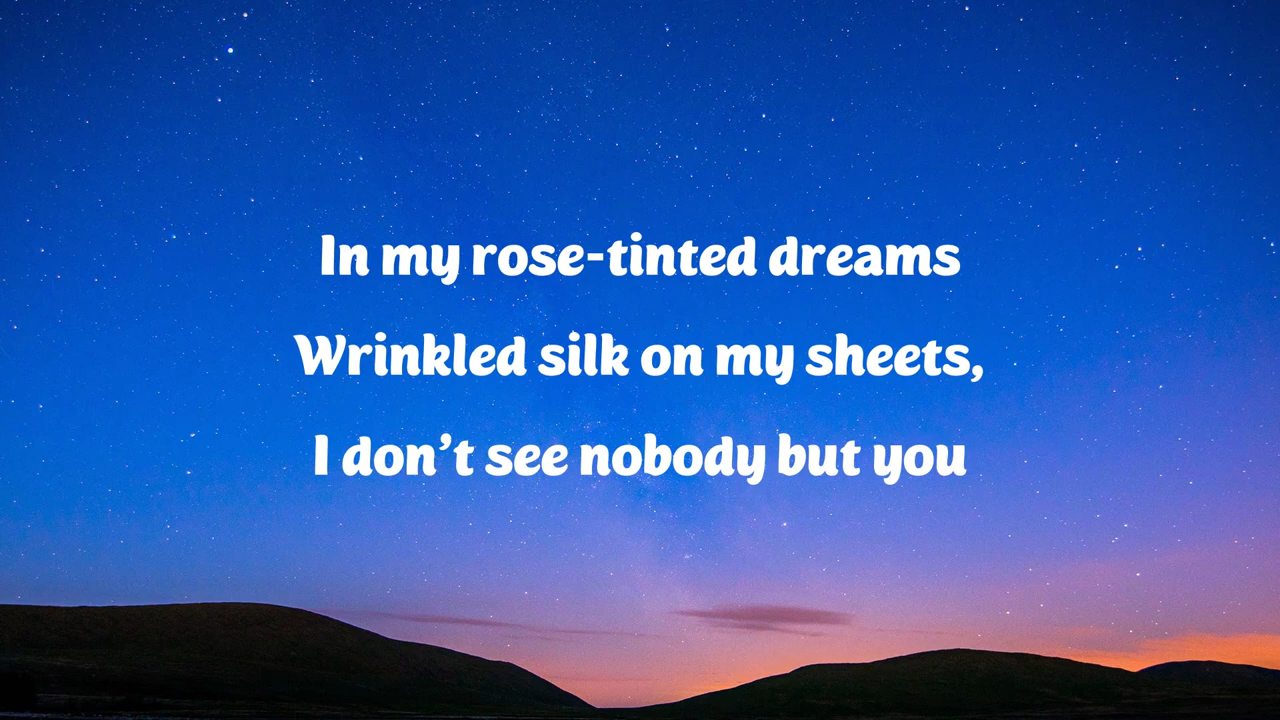 In my rose-tinted dreams
Wrinkled silk on my sheets,
I don’t see nobody but you